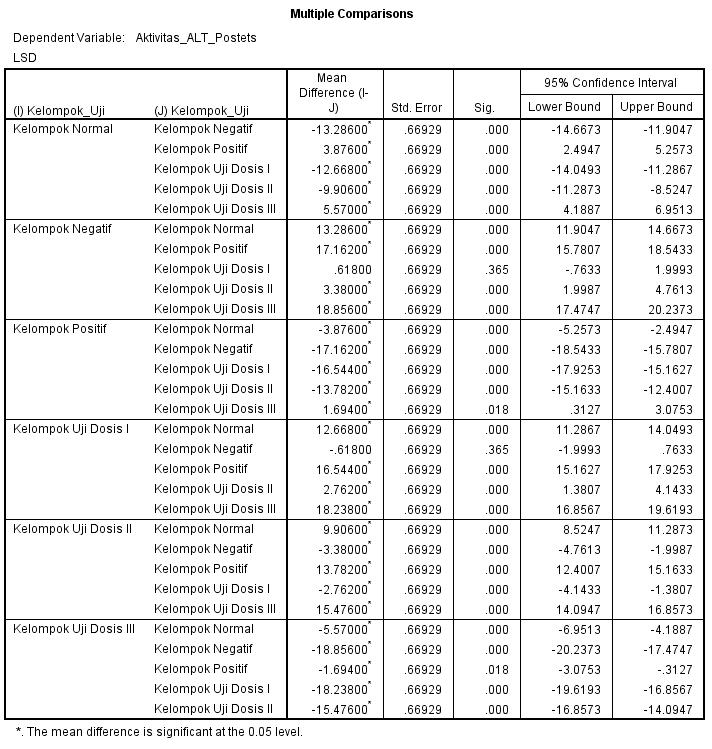 Multiple Comparisons
Dependent Variable: Aktivitas_ALT_Postets
LSD
(I) Kelompok_Uji (J) Kelompok_Uji Mean Difference (I-J) Std. Error Sig. 95% Confidence Interval
Lower Bound Upper Bound
Kelompok Normal Kelompok Negatif -13.28600* .66929 .000 -14.6673 -11.9047
Kelompok Positif 3.87600* .66929 .000 2.4947 5.2573
Kelompok Uji Dosis I -12.66800* .66929 .000 -14.0493 -11.2867
Kelompok Uji Dosis II -9.90600* .66929 .000 -11.2873 -8.5247
Kelompok Uji Dosis III 5.57000* .66929 .000 4.1887 6.9513
Kelompok Negatif Kelompok Normal 13.28600* .66929 .000 11.9047 14.6673
Kelompok Positif 17.16200* .66929 .000 15.7807 18.5433
Kelompok Uji Dosis I .61800 .66929 .365 -.7633 1.9993
Kelompok Uji Dosis II 3.38000* .66929 .000 1.9987 4.7613
Kelompok Uji Dosis III 18.85600* .66929 .000 17.4747 20.2373
Kelompok Positif Kelompok Normal -3.87600* .66929 .000 -5.2573 -2.4947
Kelompok Negatif -17.16200* .66929 .000 -18.5433 -15.7807
Kelompok Uji Dosis I -16.54400* .66929 .000 -17.9253 -15.1627
Kelompok Uji Dosis II -13.78200* .66929 .000 -15.1633 -12.4007
Kelompok Uji Dosis III 1.69400* .66929 .018 .3127 3.0753
Kelompok Uji Dosis I Kelompok Normal 12.66800* .66929 .000 11.2867 14.0493
Kelompok Negatif -.61800 .66929 .365 -1.9993 .7633
Kelompok Positif 16.54400* .66929 .000 15.1627 17.9253
Kelompok Uji Dosis II 2.76200* .66929 .000 1.3807 4.1433
Kelompok Uji Dosis III 18.23800* .66929 .000 16.8567 19.6193
Kelompok Uji Dosis II Kelompok Normal 9.90600* .66929 .000 8.5247 11.2873
Kelompok Negatif -3.38000* .66929 .000 -4.7613 -1.9987
Kelompok Positif 13.78200* .66929 .000 12.4007 15.1633
Kelompok Uji Dosis I -2.76200* .66929 .000 -4.1433 -1.3807
Kelompok Uji Dosis III 15.47600* .66929 .000 14.0947 16.8573
Kelompok Uji Dosis III Kelompok Normal -5.57000* .66929 .000 -6.9513 -4.1887
Kelompok Negatif -18.85600* .66929 .000 -20.2373 -17.4747
Kelompok Positif -1.69400* .66929 .018 -3.0753 -.3127
Kelompok Uji Dosis I -18.23800* .66929 .000 -19.6193 -16.8567
Kelompok Uji Dosis II -15.47600* .66929 .000 -16.8573 -14.0947
*. The mean difference is significant at the 0.05 level.